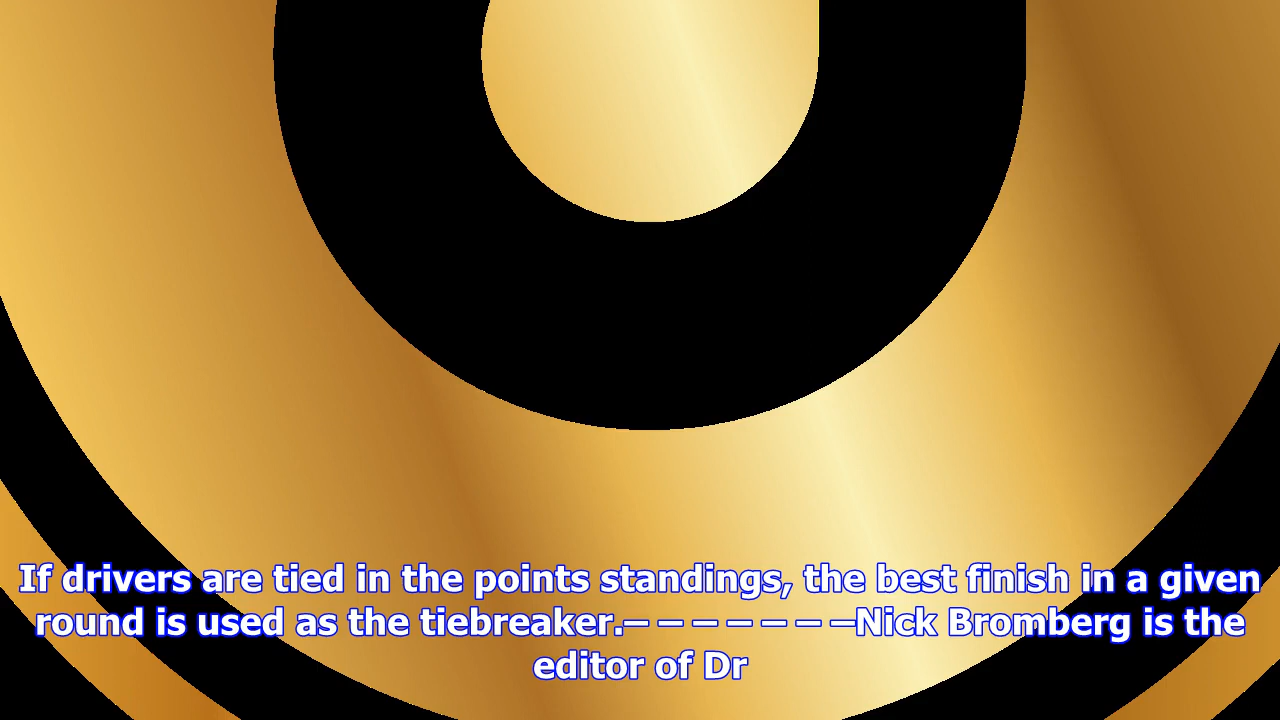 If drivers are tied in the points standings, the best finish in a given
round is used as the tiebreaker.— — — — — — —Nick Bromberg is the
editor of Dr